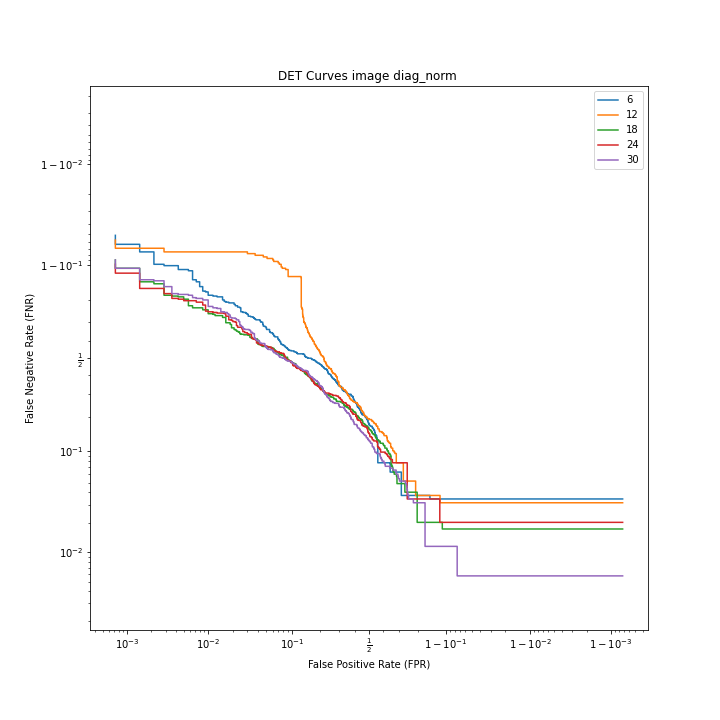 DET Curves image diag_norm
6
12
18
24
30
False Negative Rate (FNR)
1 − 10⁻²
1 − 10⁻¹
1/2
10⁻¹
10⁻²
10⁻³ 10⁻² 10⁻¹ 1/2 1 − 10⁻¹ 1 − 10⁻² 1 − 10⁻³
False Positive Rate (FPR)